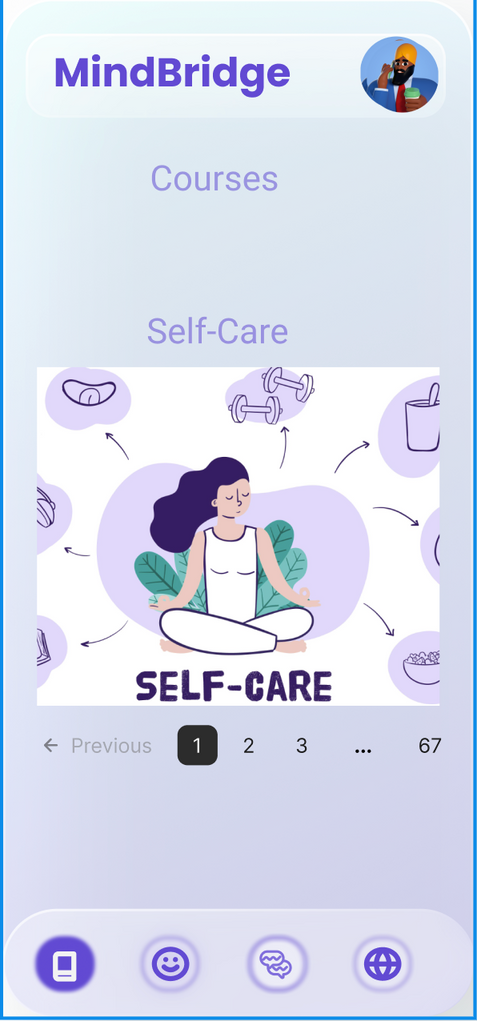 MindBridge
Courses
Self-Care
SELF-CARE
← Previous 1 2 3 ... 67